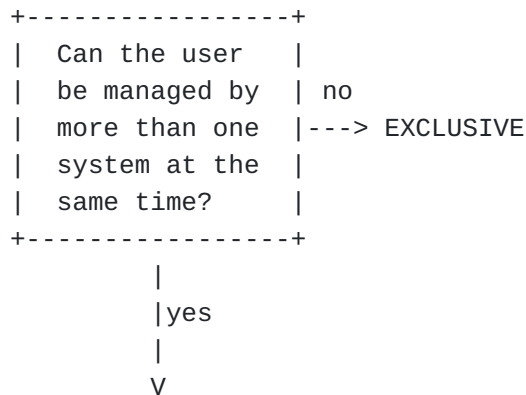 +-----------------+
|  Can the user   |
|  be managed by  | no
|  more than one  |---> EXCLUSIVE
|  system at the  |
|  same time?     |
+-----------------+
         |
         |yes
         |
         V